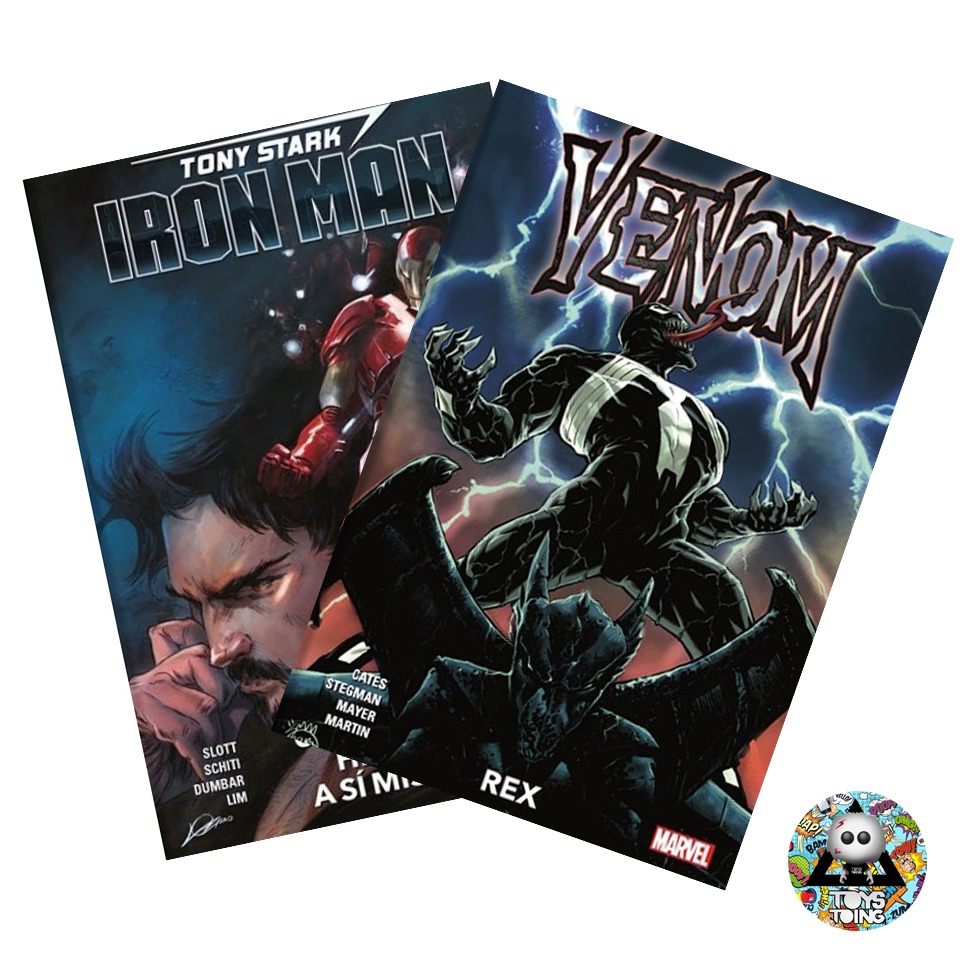 TONY STARK
IRON MAN
SLOTT
SCHITI
DUMBAR
LIM
A SÍ MIS
VENOM
CATES
STEGMAN
MAYER
MARTIN
REX
MARVEL
TOYS
TOING